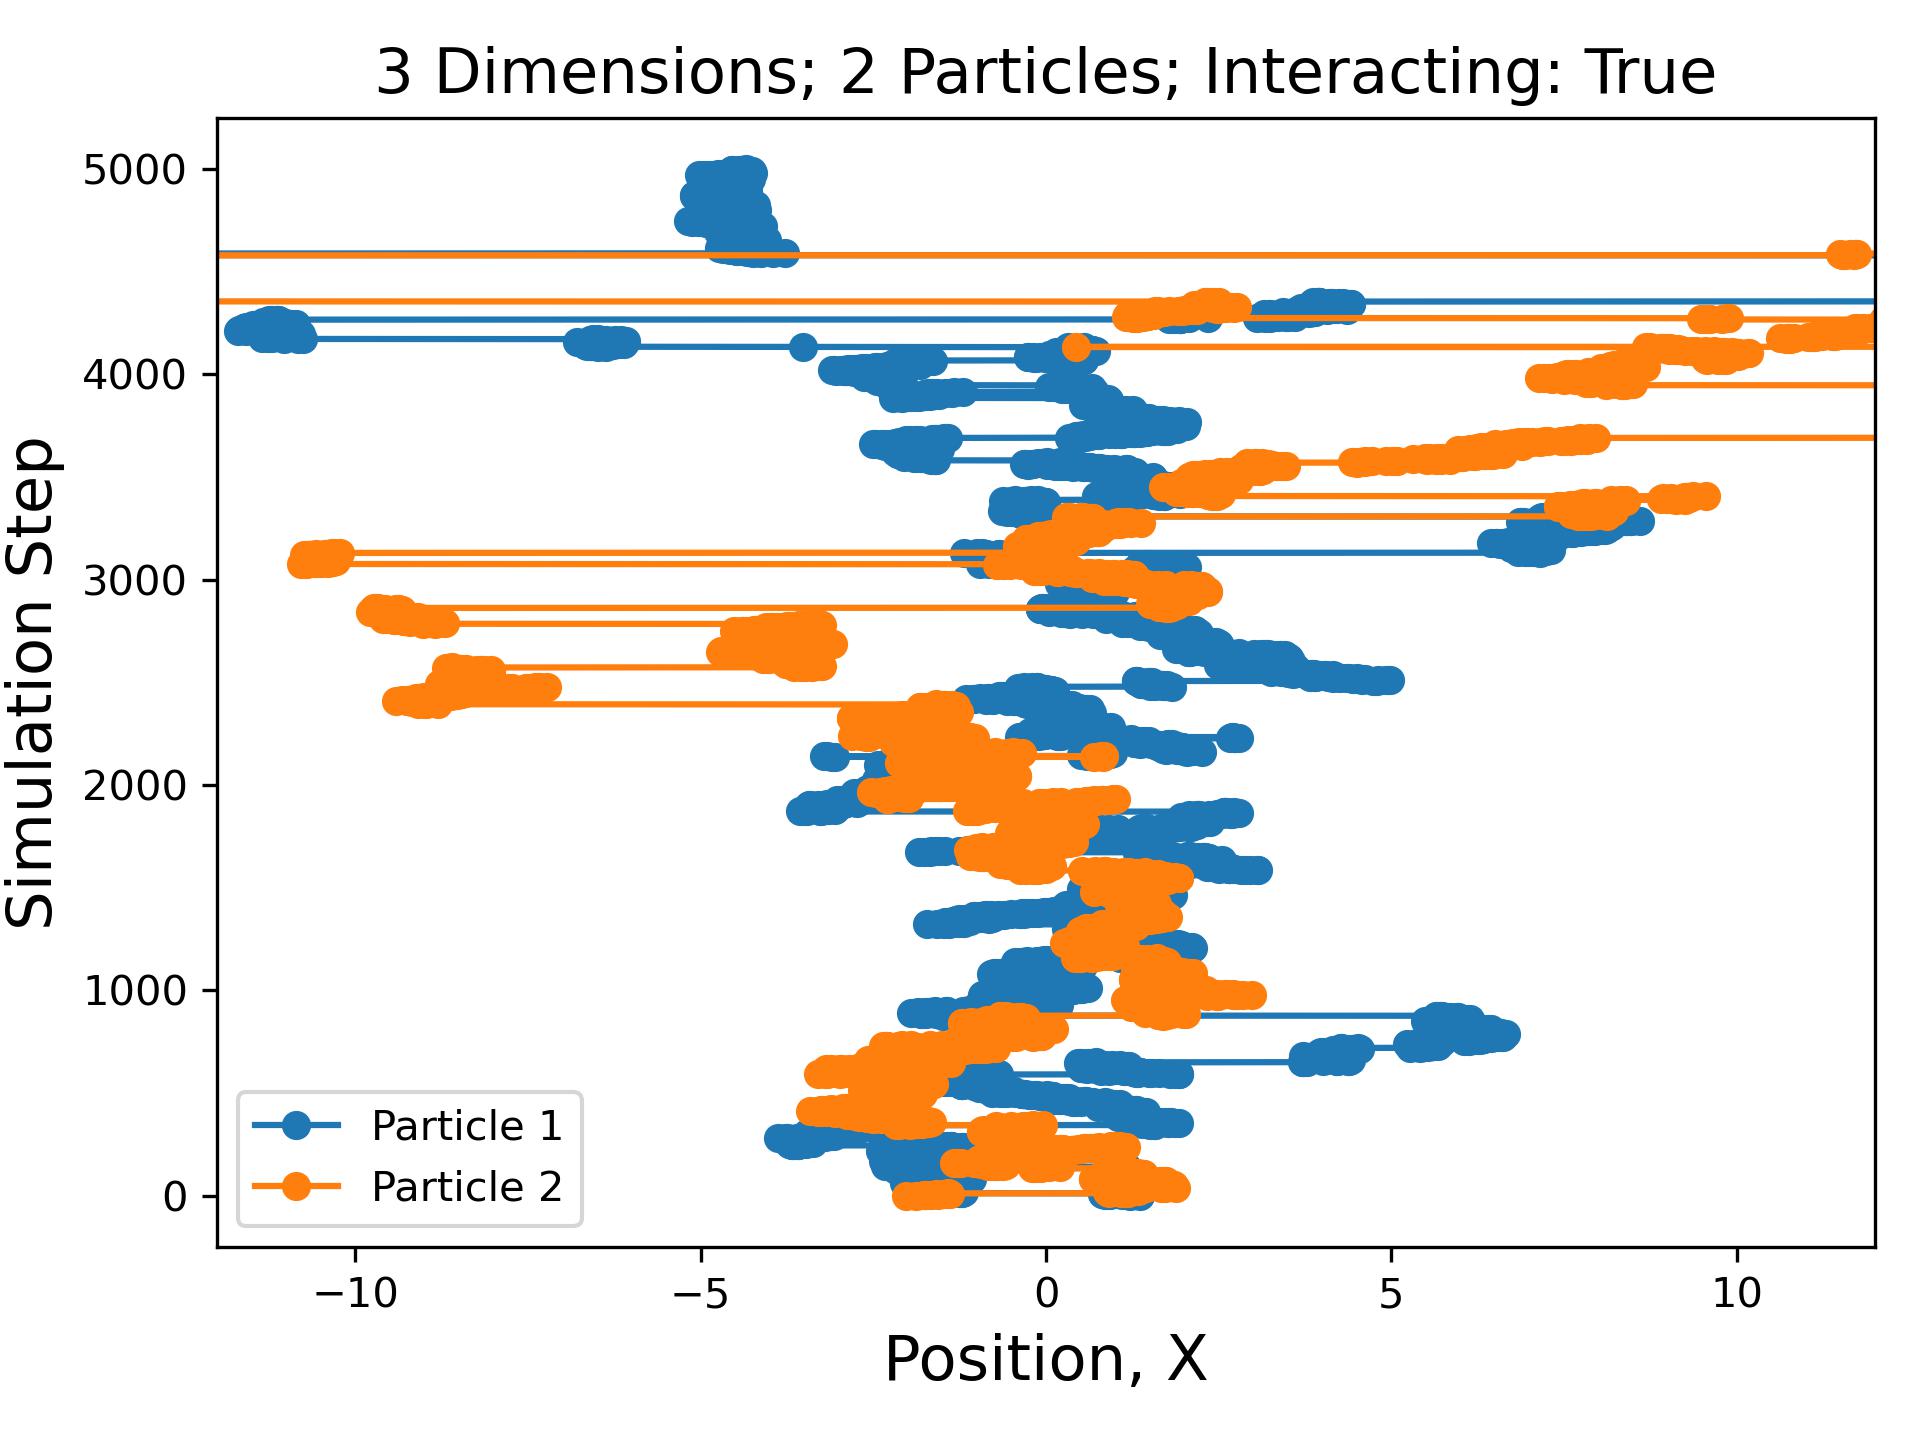 3 Dimensions; 2 Particles; Interacting: True
Simulation Step
5000
4000
3000
2000
1000
0
Particle 1
Particle 2
−10
−5
0
5
10
Position, X